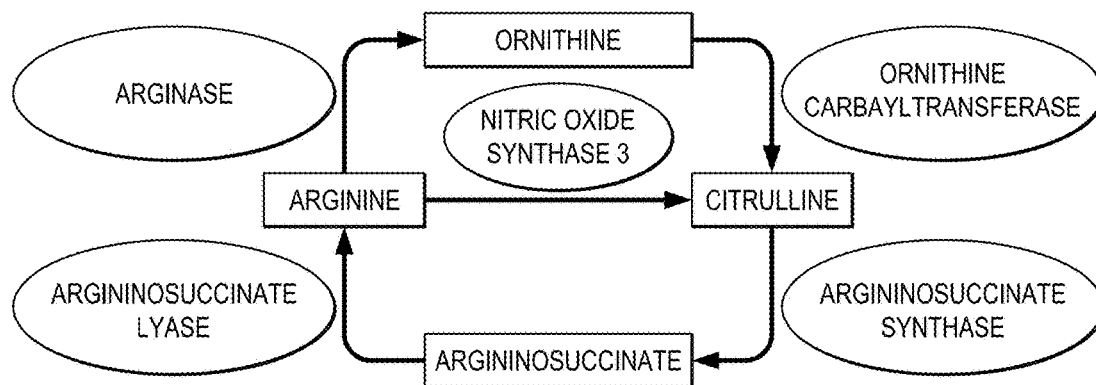 ORNITHINE
ARGINASE
NITRIC OXIDE
SYNTHASE 3
ORNITHINE
CARBAYLTRANSFERASE
ARGININE
CITRULLINE
ARGININOSUCCINATE
LYASE
ARGININOSUCCINATE
ARGININOSUCCINATE
SYNTHASE